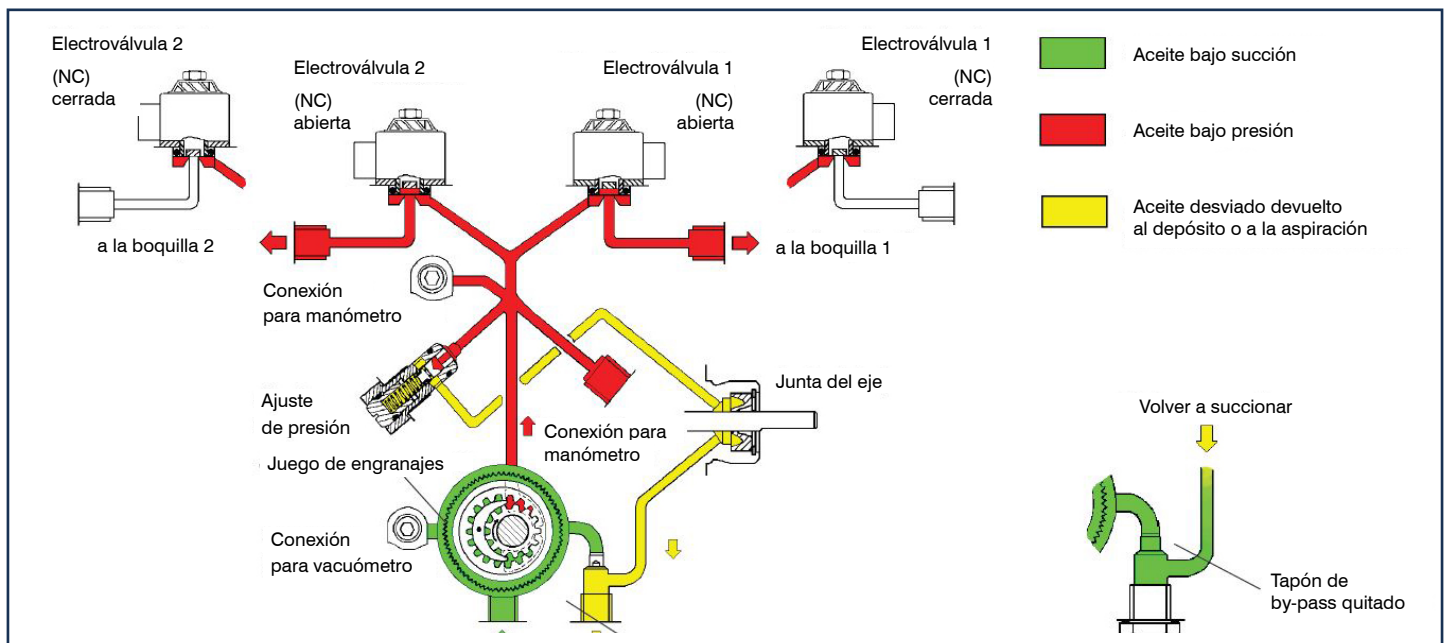 Electroválvula 2
(NC)
cerrada
Electroválvula 2
(NC)
abierta
Electroválvula 1
(NC)
abierta
Electroválvula 1
(NC)
cerrada
Aceite bajo succión
Aceite bajo presión
Aceite desviado devuelto
al depósito o a la aspiración
a la boquilla 2
a la boquilla 1
Conexión
para manómetro
Ajuste
de presión
Conexión para
manómetro
Junta del eje
Juego de engranajes
Conexión
para vacuómetro
Volver a succionar
Tapón de
by-pass quitado